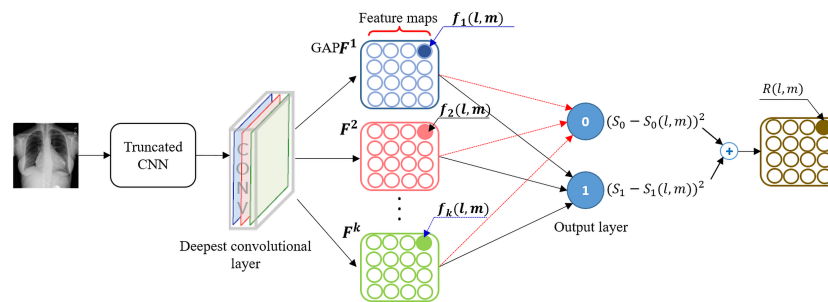 Feature maps
f₁(l, m)
GAPF¹
R(l, m)
F²
f₂(l, m)
Truncated
CNN
CONV
0
(S₀ − S₀(l, m))²
+
1
(S₁ − S₁(l, m))²
Fᵏ
fₖ(l, m)
Output layer
Deepest convolutional
layer